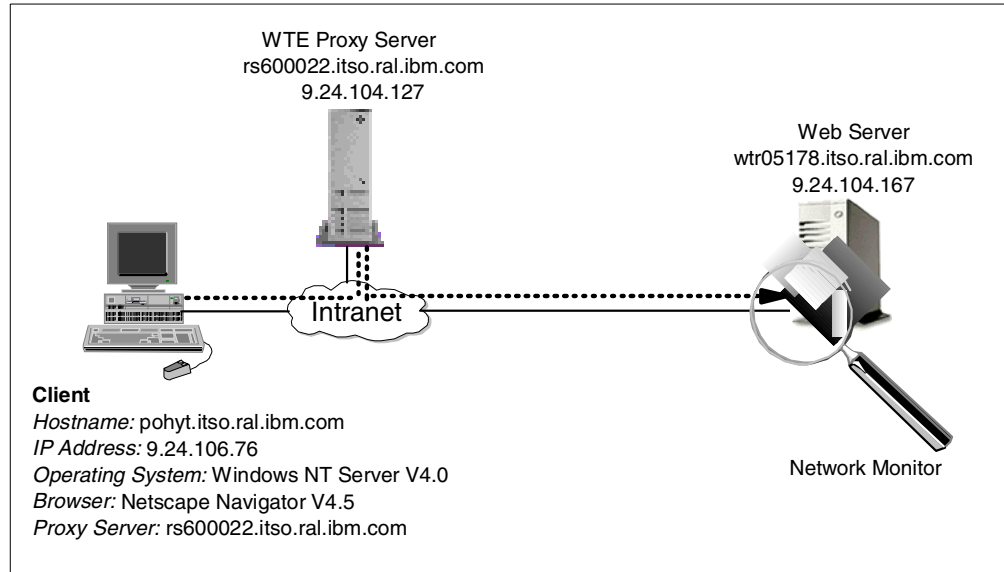 WTE Proxy Server
rs600022.itso.ral.ibm.com
9.24.104.127
Web Server
wtr05178.itso.ral.ibm.com
9.24.104.167
Intranet
Client
Hostname: pohyt.itso.ral.ibm.com
IP Address: 9.24.106.76
Operating System: Windows NT Server V4.0
Browser: Netscape Navigator V4.5
Proxy Server: rs600022.itso.ral.ibm.com
Network Monitor